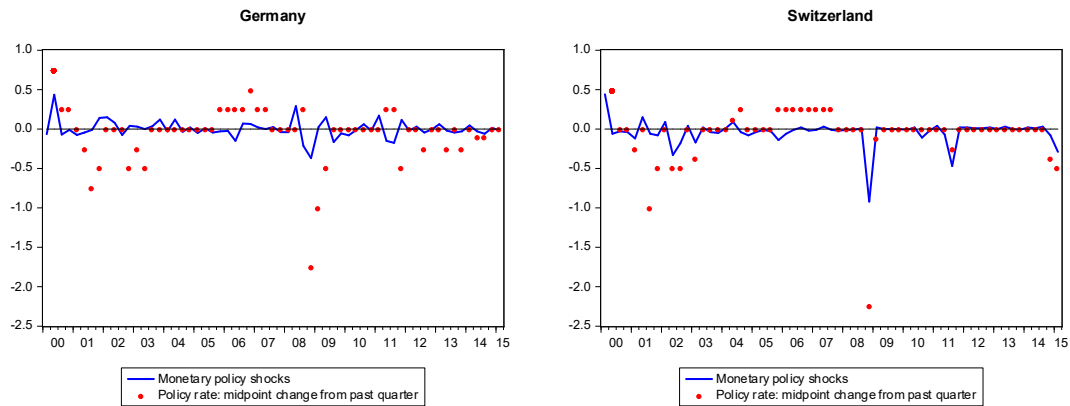 Germany
1.0
0.5
0.0
-0.5
-1.0
-1.5
-2.0
-2.5
00 01 02 03 04 05 06 07 08 09 10 11 12 13 14 15
Monetary policy shocks
Policy rate: midpoint change from past quarter
Switzerland
1.0
0.5
0.0
-0.5
-1.0
-1.5
-2.0
-2.5
00 01 02 03 04 05 06 07 08 09 10 11 12 13 14 15
Monetary policy shocks
Policy rate: midpoint change from past quarter